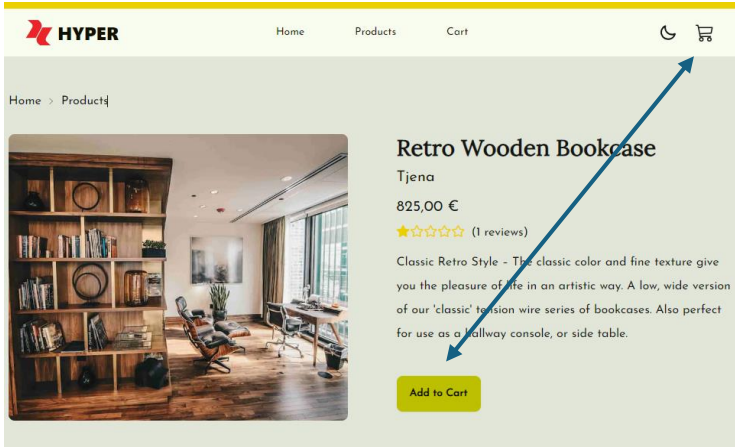 HYPER
Home Products Cart
Home > Products
Retro Wooden Bookcase
Tjena
825,00 €
(1 reviews)
Classic Retro Style – The classic color and fine texture give
you the pleasure of life in an artistic way. A low, wide version
of our 'classic' tension wire series of bookcases. Also perfect
for use as a hallway console, or side table.
Add to Cart